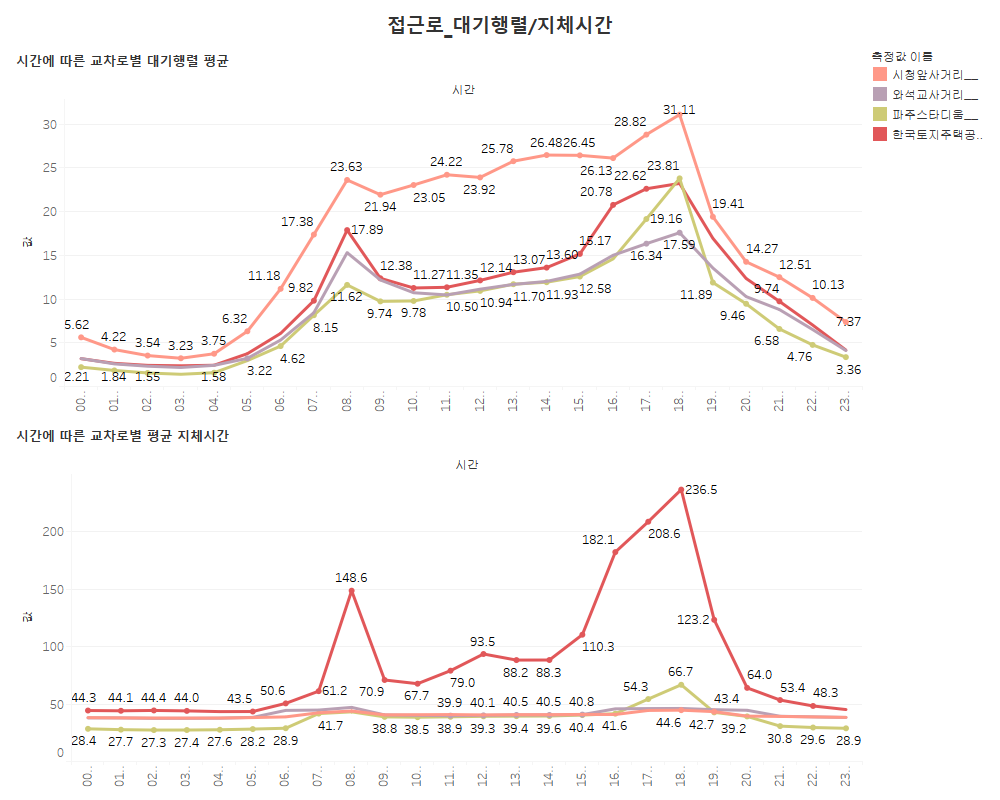 접근로_대기행렬/지체시간
시간에 따른 교차로별 대기행렬 평균
측정값 이름
시청앞사거리__
와석교사거리__
파주스타디움__
한국토지주택공..
시간
값
30
25
20
15
10
5
0
5.62 4.22 3.54 3.23 3.75 6.32 11.18 17.38 23.63 21.94 23.05 24.22 23.92 25.78 26.48 26.45 26.13 28.82 31.11 19.41 14.27 12.51 10.13 7.37
9.82 17.89 12.38 11.27 11.35 12.14 13.07 13.60 15.17 20.78 22.62 23.81 9.74
8.15 11.62 9.74 9.78 10.50 10.94 11.70 11.93 12.58 16.34 19.16 17.59 11.89 9.46 6.58 4.76 3.36
2.21 1.84 1.55 1.58 3.22 4.62
00.. 01.. 02.. 03.. 04.. 05.. 06.. 07.. 08.. 09.. 10.. 11.. 12.. 13.. 14.. 15.. 16.. 17.. 18.. 19.. 20.. 21.. 22.. 23..
시간에 따른 교차로별 평균 지체시간
시간
값
200
150
100
50
0
44.3 44.1 44.4 44.0 43.5 50.6 61.2 148.6 70.9 67.7 79.0 93.5 88.2 88.3 110.3 182.1 208.6 236.5 123.2 64.0 53.4 48.3
39.9 40.1 40.5 40.5 40.8 54.3 66.7 43.4
28.4 27.7 27.3 27.4 27.6 28.2 28.9 41.7 38.8 38.5 38.9 39.3 39.4 39.6 40.4 41.6 44.6 42.7 39.2 30.8 29.6 28.9
00.. 01.. 02.. 03.. 04.. 05.. 06.. 07.. 08.. 09.. 10.. 11.. 12.. 13.. 14.. 15.. 16.. 17.. 18.. 19.. 20.. 21.. 22.. 23..